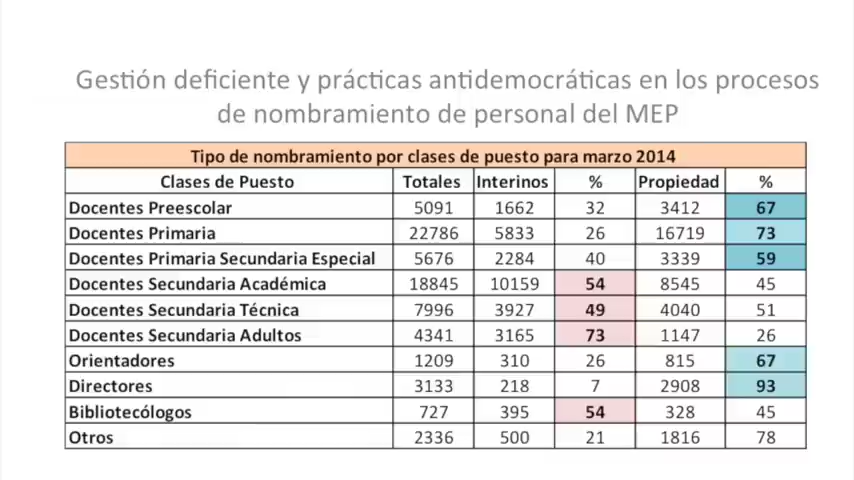 Gestión deficiente y prácticas antidemocráticas en los procesos
de nombramiento de personal del MEP
Tipo de nombramiento por clases de puesto para marzo 2014
Clases de Puesto Totales Interinos % Propiedad %
Docentes Preescolar 5091 1662 32 3412 67
Docentes Primaria 22786 5833 26 16719 73
Docentes Primaria Secundaria Especial 5676 2284 40 3339 59
Docentes Secundaria Académica 18845 10159 54 8545 45
Docentes Secundaria Técnica 7996 3927 49 4040 51
Docentes Secundaria Adultos 4341 3165 73 1147 26
Orientadores 1209 310 26 815 67
Directores 3133 218 7 2908 93
Bibliotecólogos 727 395 54 328 45
Otros 2336 500 21 1816 78